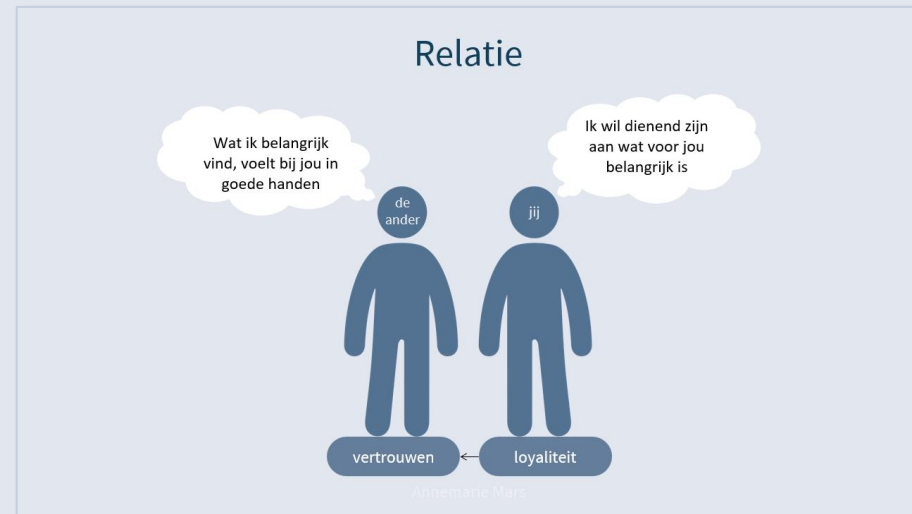 Relatie
Wat ik belangrijk
vind, voelt bij jou in
goede handen
Ik wil dienend zijn
aan wat voor jou
belangrijk is
de
ander
jij
vertrouwen
loyaliteit
Annemarie Mars